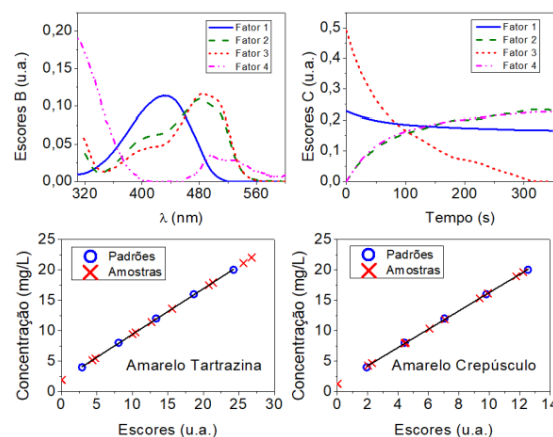 Escores B (u.a.)
0,20
0,15
0,10
0,05
0,00
Fator 1
Fator 2
Fator 3
Fator 4
320
400
480
560
λ (nm)
Escores C (u.a.)
0,5
0,4
0,3
0,2
0,1
0,0
Fator 1
Fator 2
Fator 3
Fator 4
0
100
200
300
Tempo (s)
Concentração (mg/L)
25
20
15
10
5
0
Padrões
Amostras
Amarelo Tartrazina
0 5 10 15 20 25 30
Escores (u.a.)
Concentração (mg/L)
25
20
15
10
5
0
Padrões
Amostras
Amarelo Crepúsculo
0 2 4 6 8 10 12 14
Escores (u.a.)